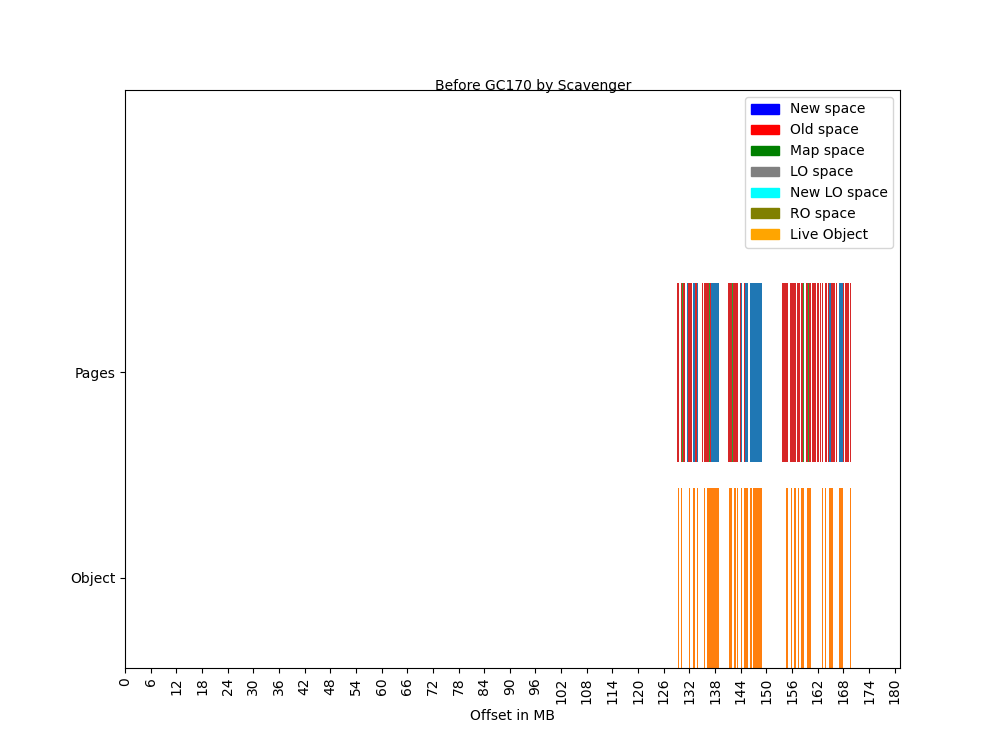 Before GC170 by Scavenger
New space
Old space
Map space
LO space
New LO space
RO space
Live Object
Pages
Object
0 6 12 18 24 30 36 42 48 54 60 66 72 78 84 90 96 102 108 114 120 126 132 138 144 150 156 162 168 174 180
Offset in MB